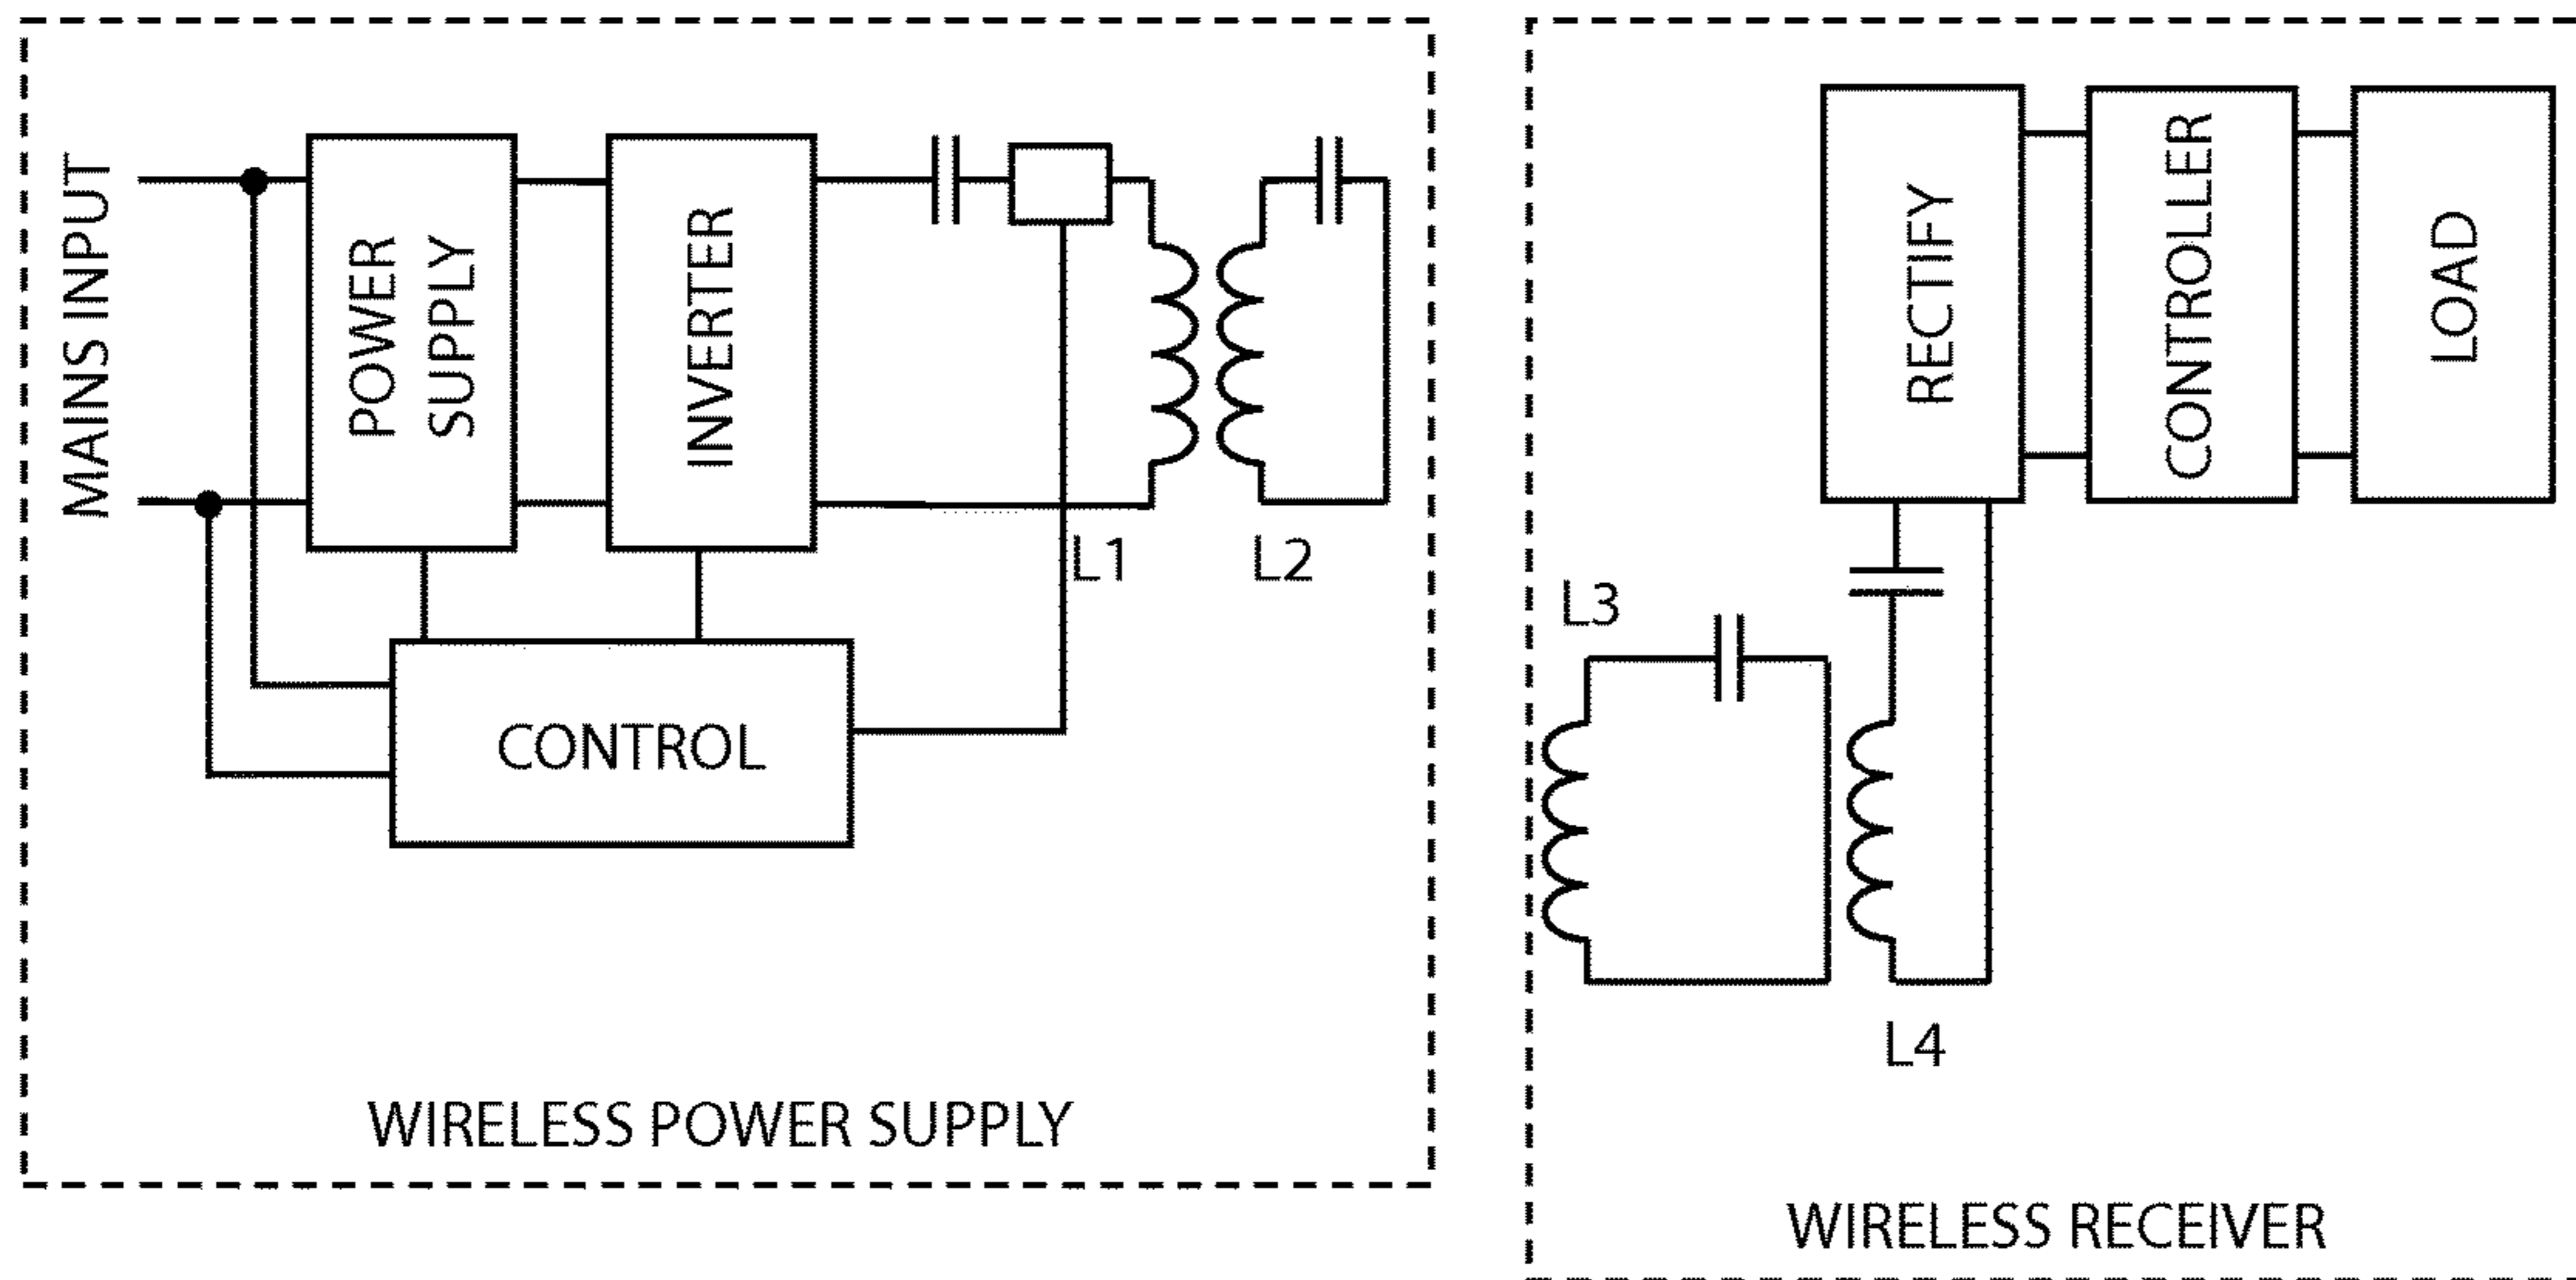 MAINS INPUT
POWER
SUPPLY
INVERTER
L1
L2
CONTROL
WIRELESS POWER SUPPLY
RECTIFY
CONTROLLER
LOAD
L3
L4
WIRELESS RECEIVER